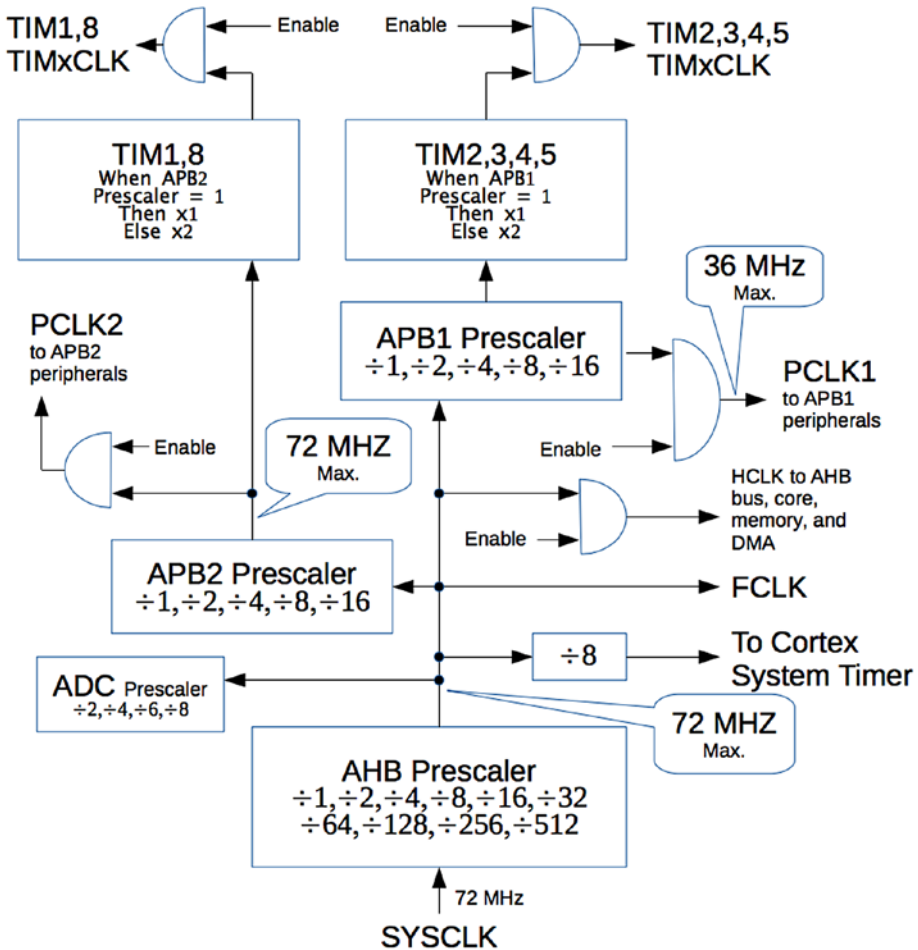 TIM1,8
TIMxCLK
Enable
Enable
TIM2,3,4,5
TIMxCLK
TIM1,8
When APB2
Prescaler = 1
Then x1
Else x2
TIM2,3,4,5
When APB1
Prescaler = 1
Then x1
Else x2
36 MHz
Max.
PCLK2
to APB2
peripherals
APB1 Prescaler
÷1,÷2,÷4,÷8,÷16
PCLK1
to APB1
peripherals
Enable
72 MHZ
Max.
Enable
HCLK to AHB
bus, core,
memory, and
DMA
Enable
APB2 Prescaler
÷1,÷2,÷4,÷8,÷16
FCLK
÷8
To Cortex
System Timer
ADC Prescaler
÷2,÷4,÷6,÷8
72 MHZ
Max.
AHB Prescaler
÷1,÷2,÷4,÷8,÷16,÷32
÷64,÷128,÷256,÷512
72 MHz
SYSCLK